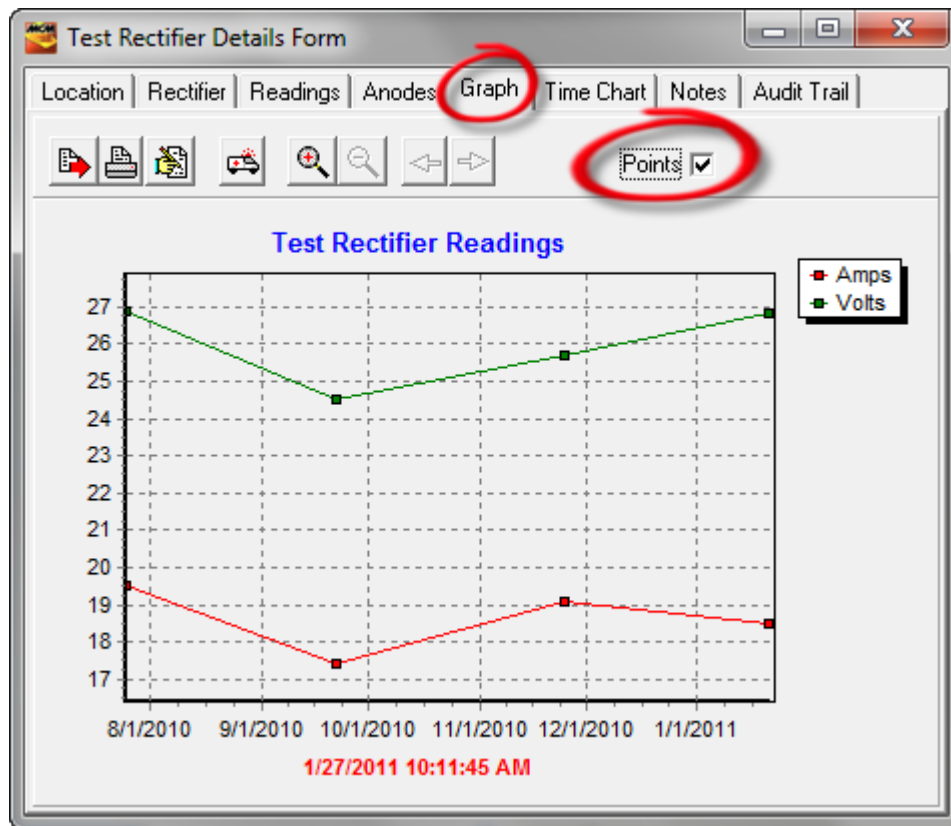 MCM Test Rectifier Details Form
Location Rectifier Readings Anodes Graph Time Chart Notes Audit Trail
Points
Test Rectifier Readings
Amps
Volts
27
26
25
24
23
22
21
20
19
18
17
8/1/2010 9/1/2010 10/1/2010 11/1/2010 12/1/2010 1/1/2011
1/27/2011 10:11:45 AM